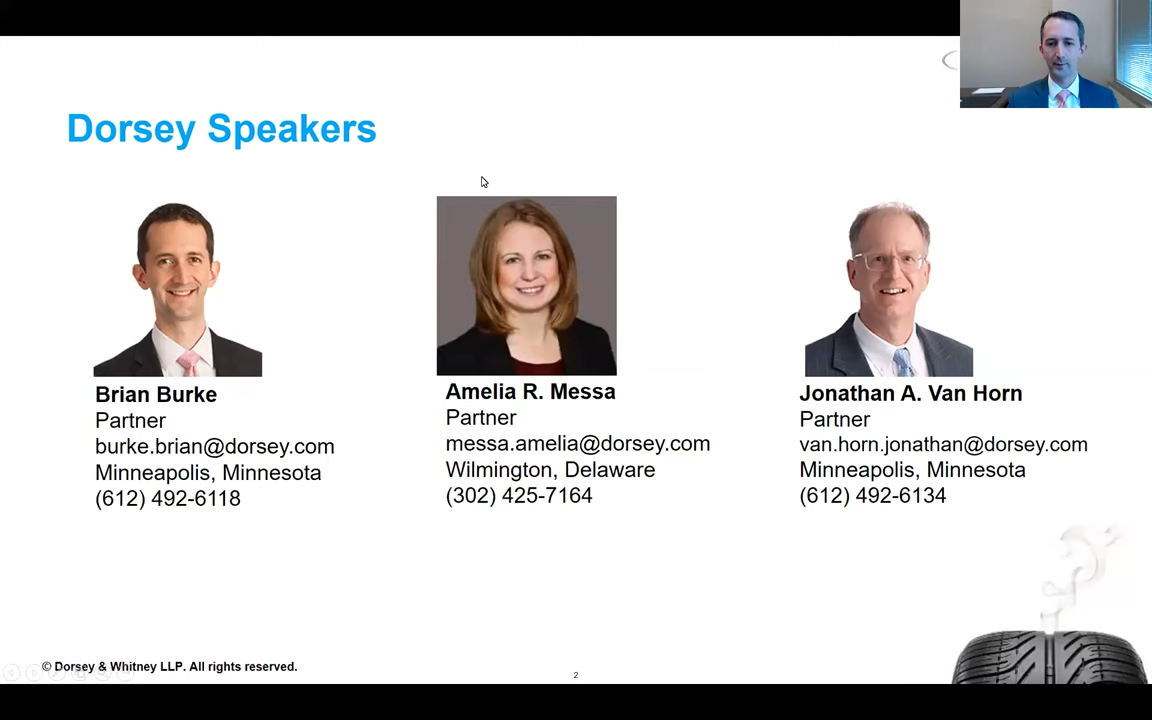 Dorsey Speakers
Brian Burke
Partner
burke.brian@dorsey.com
Minneapolis, Minnesota
(612) 492-6118
Amelia R. Messa
Partner
messa.amelia@dorsey.com
Wilmington, Delaware
(302) 425-7164
Jonathan A. Van Horn
Partner
van.horn.jonathan@dorsey.com
Minneapolis, Minnesota
(612) 492-6134
© Dorsey & Whitney LLP. All rights reserved.
2